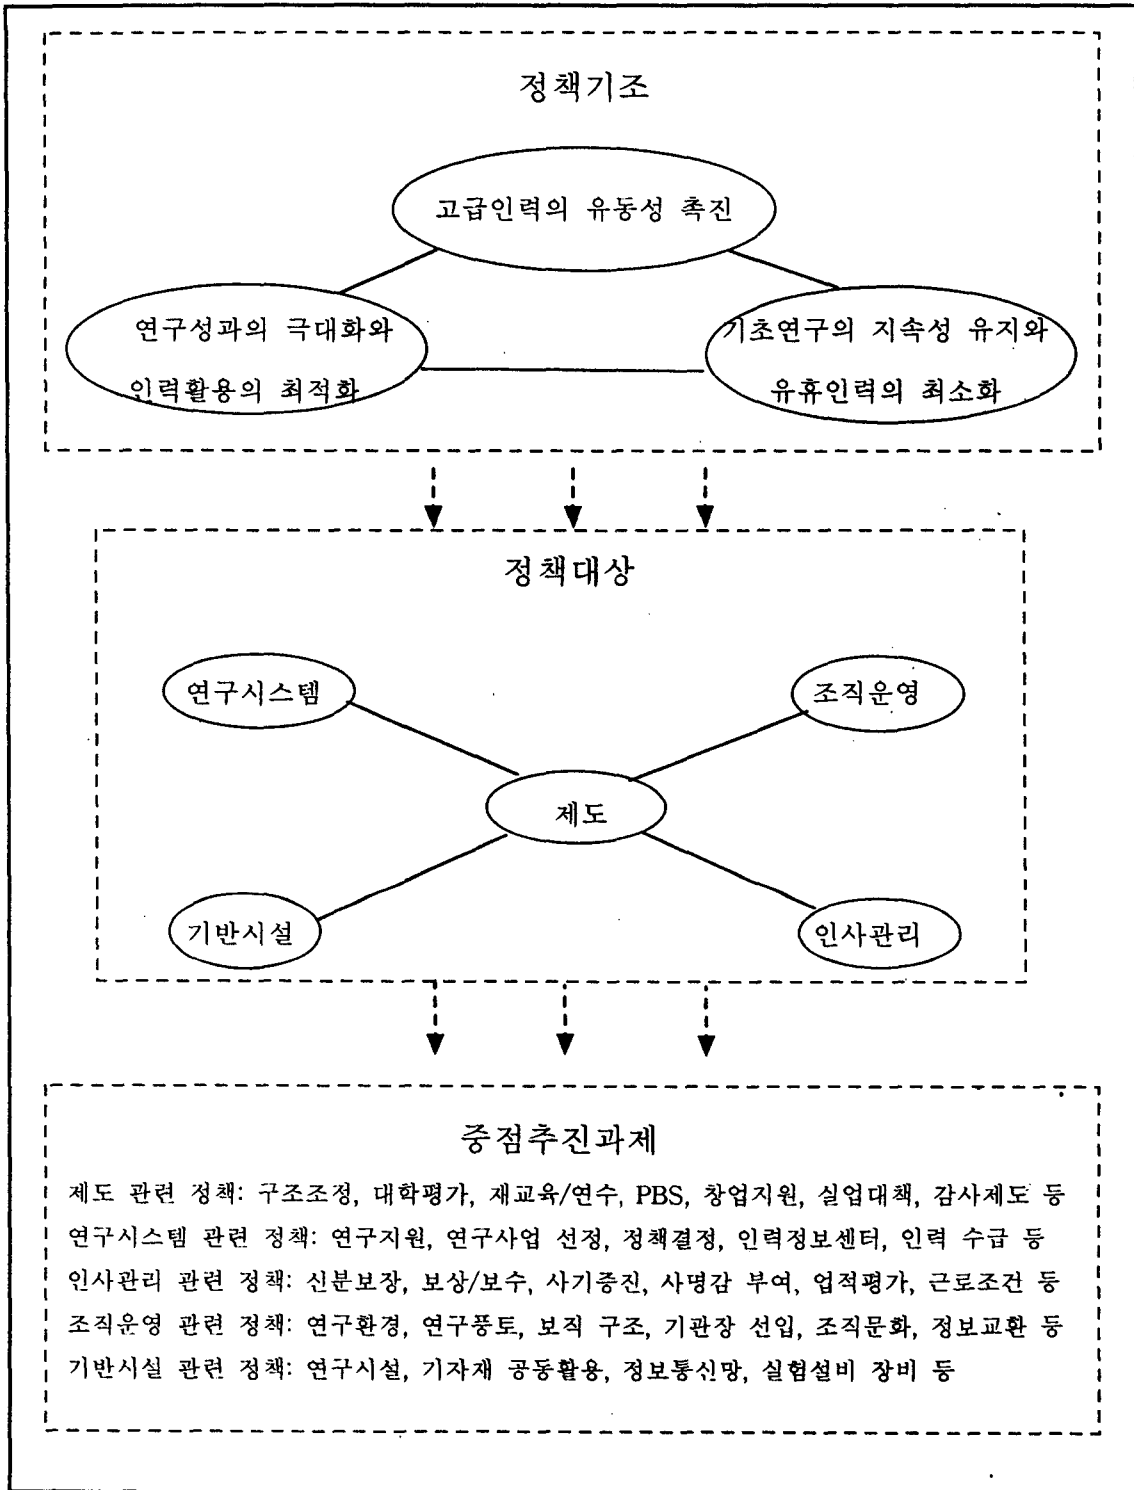 정책기조
고급인력의 유동성 촉진
연구성과의 극대화와
인력활용의 최적화
기초연구의 지속성 유지와
유휴인력의 최소화
정책대상
연구시스템
조직운영
제도
기반시설
인사관리
중점추진과제
제도 관련 정책: 구조조정, 대학평가, 재교육/연수, PBS, 창업지원, 실업대책, 감사제도 등
연구시스템 관련 정책: 연구지원, 연구사업 선정, 정책결정, 인력정보센터, 인력 수급 등
인사관리 관련 정책: 신분보장, 보상/보수, 사기증진, 사명감 부여, 업적평가, 근로조건 등
조직운영 관련 정책: 연구환경, 연구풍토, 보직 구조, 기관장 선임, 조직문화, 정보교환 등
기반시설 관련 정책: 연구시설, 기자재 공동활용, 정보통신망, 실험설비 장비 등